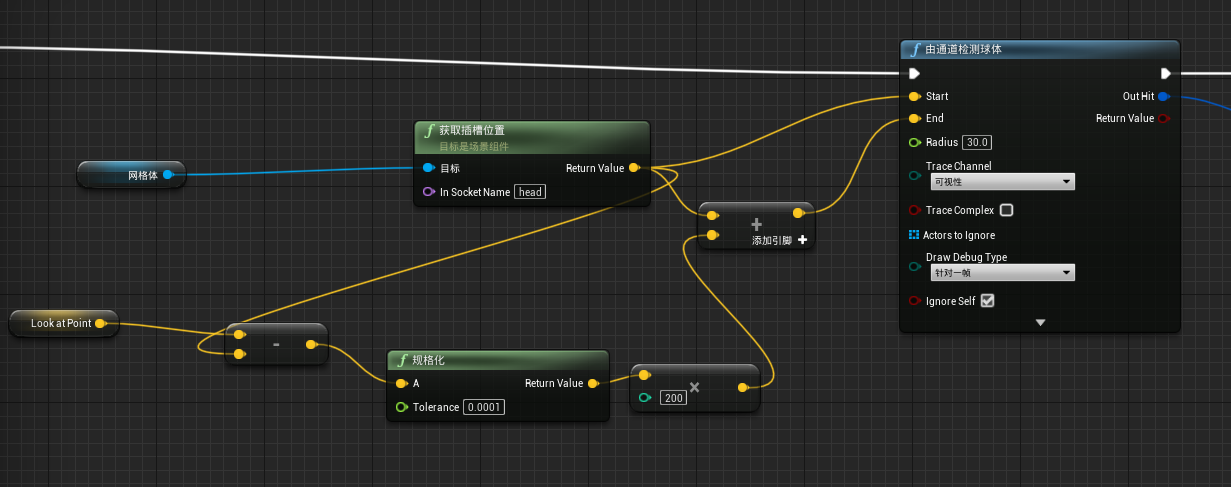 由通道检测球体
Start
Out Hit
End
Return Value
Radius 30.0
Trace Channel
可视性
Trace Complex
Actors to Ignore
Draw Debug Type
针对一帧
Ignore Self
获取插槽位置
目标是场景组件
目标
Return Value
In Socket Name head
网格体
+
添加引脚 +
Look at Point
-
规格化
A
Return Value
Tolerance 0.0001
×
200